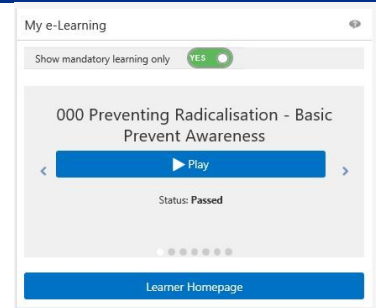 My e-Learning
Show mandatory learning only YES
000 Preventing Radicalisation - Basic
Prevent Awareness
Play
Status: Passed
Learner Homepage